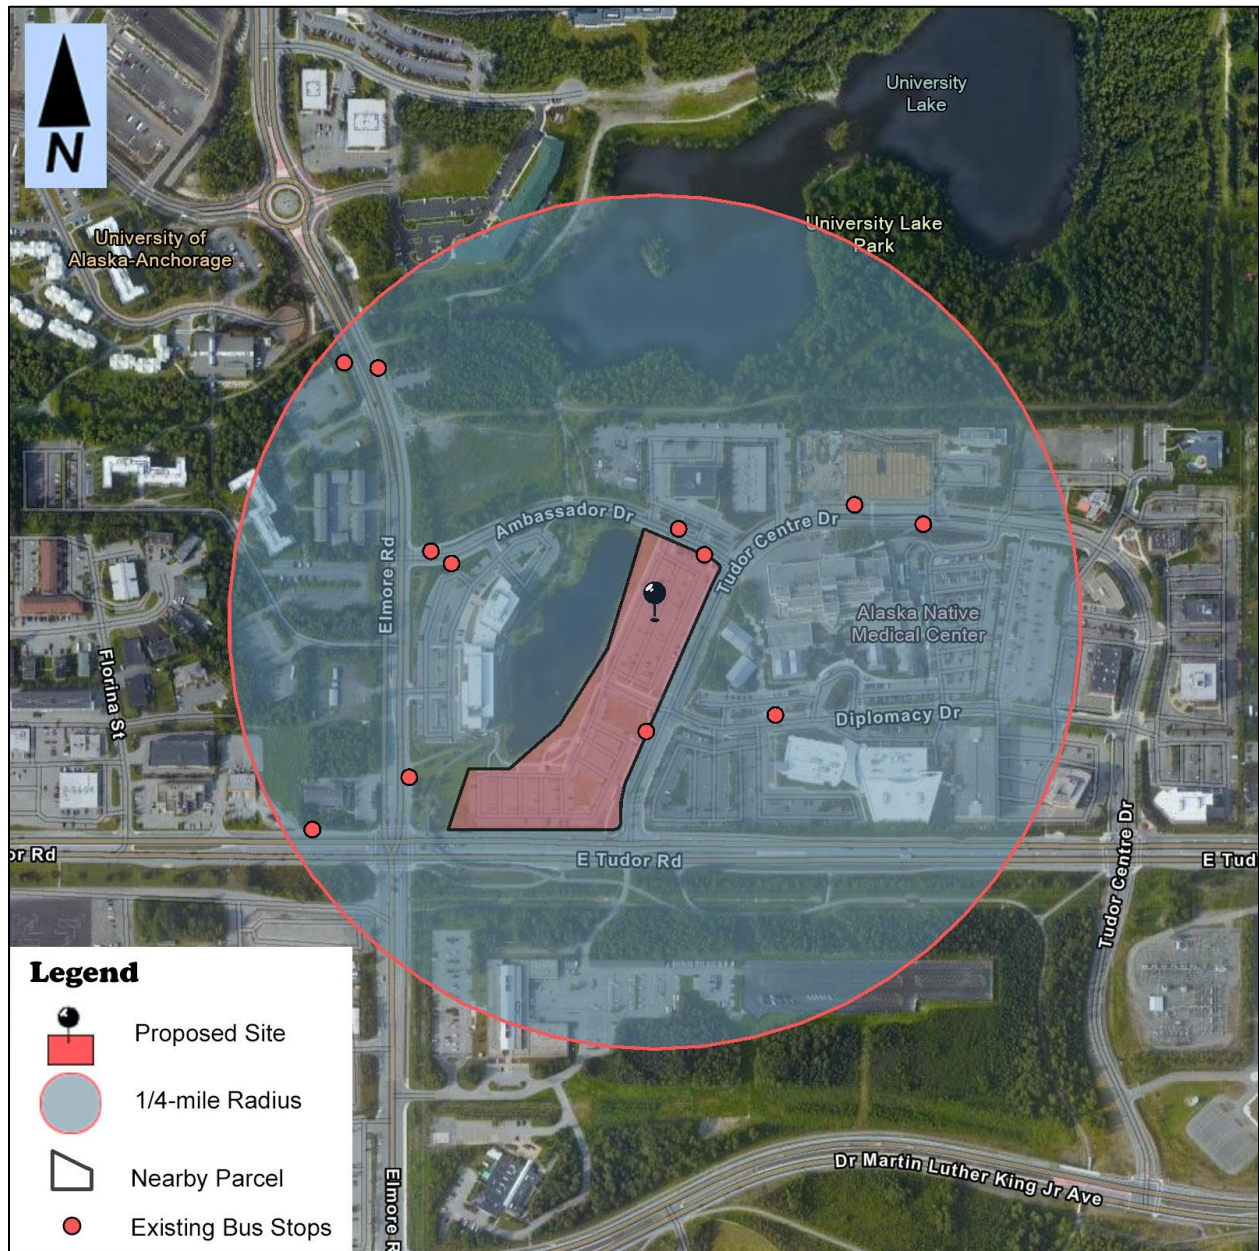 N
University
Lake
University Lake
Park
University of
Alaska-Anchorage
Ambassador Dr
Tudor Centre Dr
Elmore Rd
Alaska Native
Medical Center
Florina St
Diplomacy Dr
or Rd
E Tudor Rd
E Tud
Tudor Centre Dr
Legend
Proposed Site
1/4-mile Radius
Nearby Parcel
Existing Bus Stops
Elmore R
Dr Martin Luther King Jr Ave